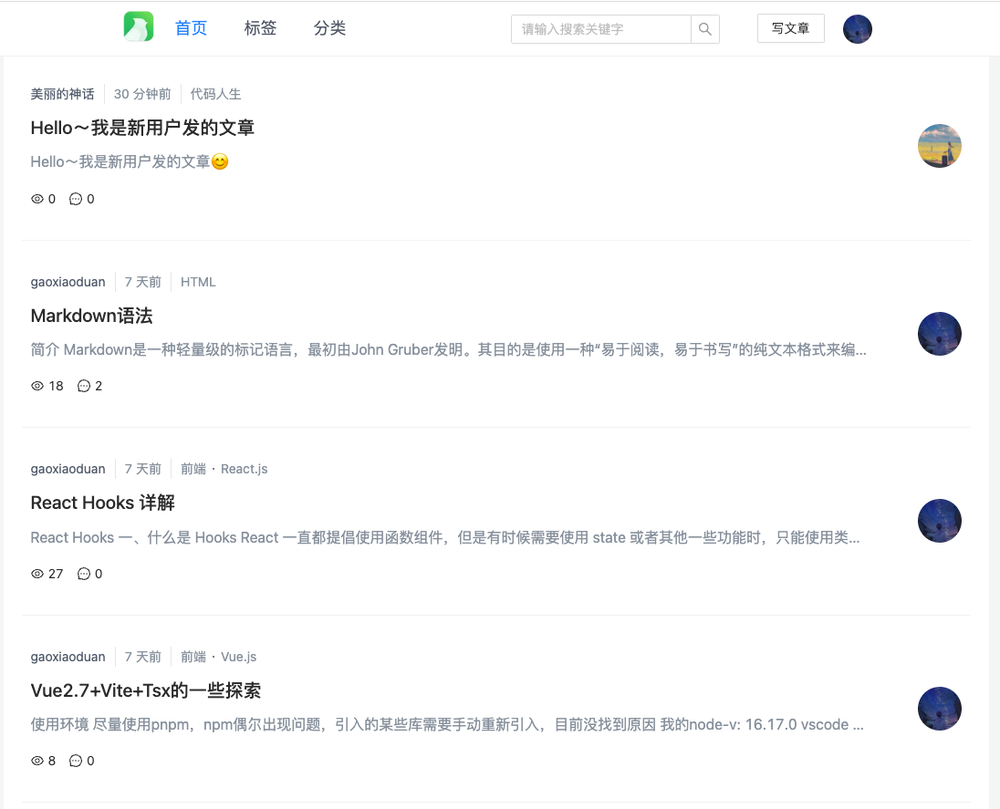 首页 标签 分类 请输入搜索关键字 写文章
美丽的神话 30 分钟前 代码人生
Hello～我是新用户发的文章
Hello～我是新用户发的文章😊
0 0
gaoxiaoduan 7 天前 HTML
Markdown语法
简介 Markdown是一种轻量级的标记语言，最初由John Gruber发明。其目的是使用一种“易于阅读，易于书写”的纯文本格式来编...
18 2
gaoxiaoduan 7 天前 前端 · React.js
React Hooks 详解
React Hooks 一、什么是 Hooks React 一直都提倡使用函数组件，但是有时候需要使用 state 或者其他一些功能时，只能使用类...
27 0
gaoxiaoduan 7 天前 前端 · Vue.js
Vue2.7+Vite+Tsx的一些探索
使用环境 尽量使用pnpm，npm偶尔出现问题，引入的某些库需要手动重新引入，目前没找到原因 我的node-v: 16.17.0 vscode ...
8 0